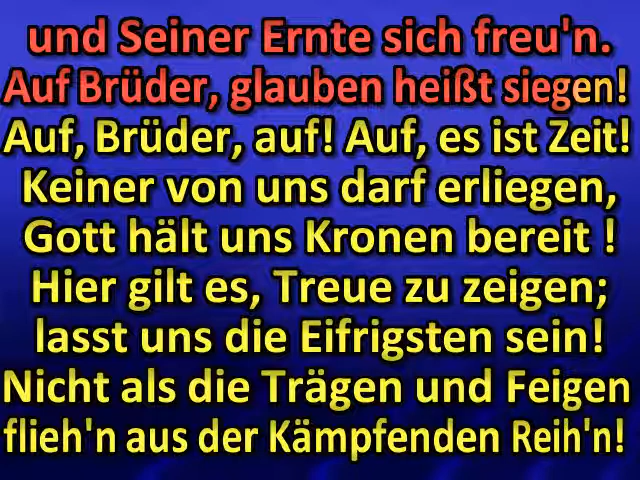 und Seiner Ernte sich freu'n.
Auf Brüder, glauben heißt siegen!
Auf, Brüder, auf! Auf, es ist Zeit!
Keiner von uns darf erliegen,
Gott hält uns Kronen bereit !
Hier gilt es, Treue zu zeigen;
lasst uns die Eifrigsten sein!
Nicht als die Trägen und Feigen
flieh'n aus der Kämpfenden Reih'n!